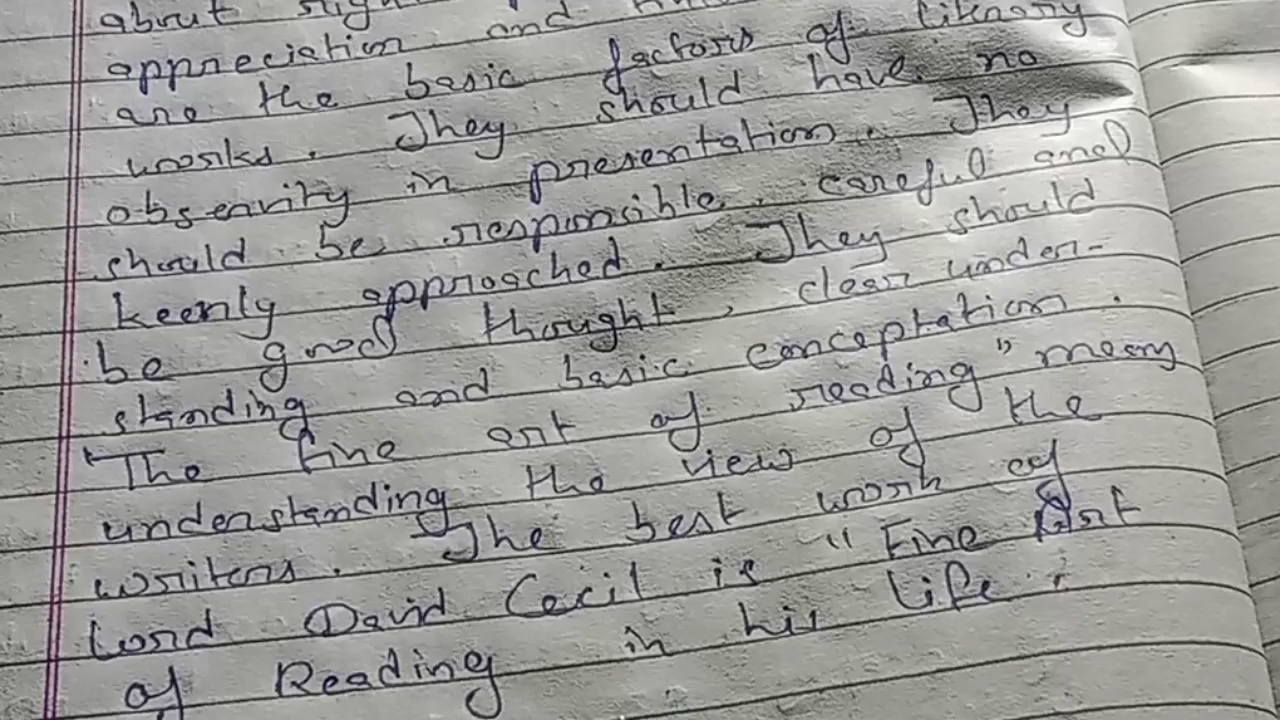 about
appreciation and
are the basic factors of literary
works. They should have no
obsenrity in presentation. They
should be responsible, careful and
keenly approached. They should
be good thought, clear under-
standing and basic conceptation.
"The fine art of reading" mean
understanding the view of the
writers. The best work of
Lord David Cecil is "Fine Art
of Reading in his life.